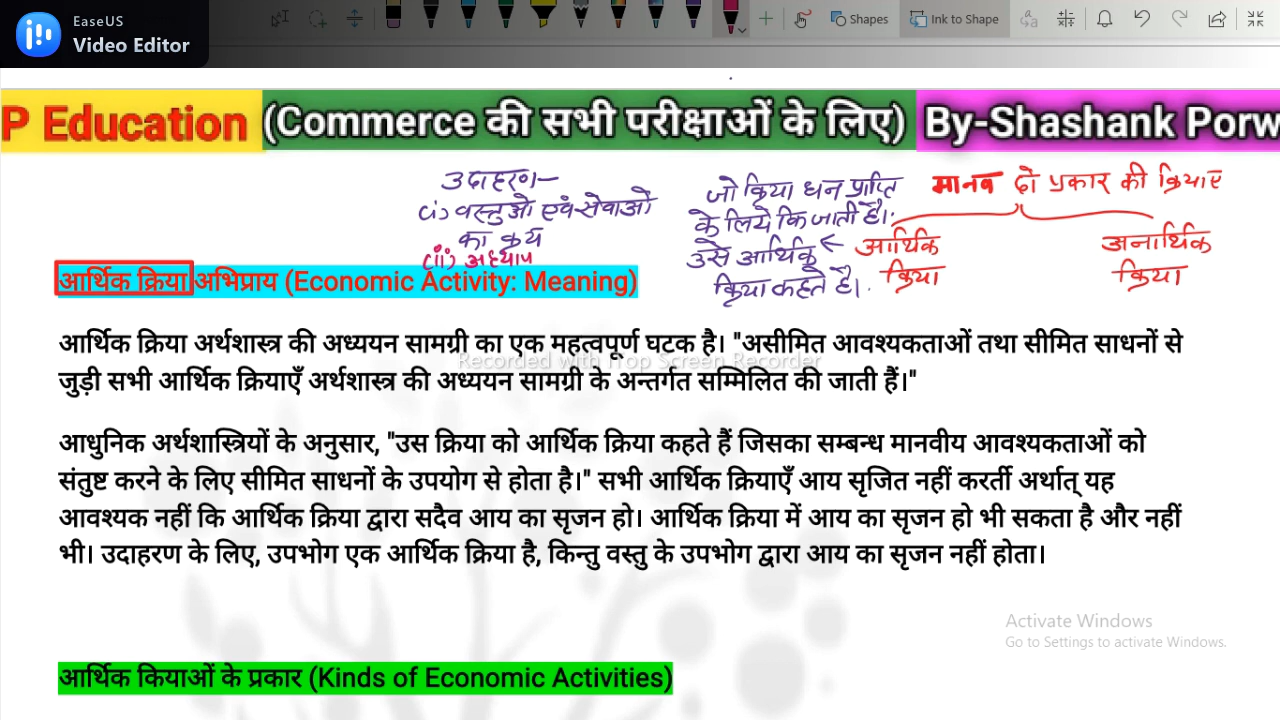 EaseUS
Video Editor
Shapes
Ink to Shape
P Education (Commerce की सभी परीक्षाओं के लिए) By-Shashank Porw
उदाहरण-
(i) वस्तुओ एवं सेवाओ
का क्रय
(ii) अध्याप
जो क्रिया धन प्राप्ति
के लिये कि जाती है।
उसे आर्थिक
क्रिया कहते है।
मानव दो प्रकार की क्रियाए
आर्थिक
क्रिया
अनार्थिक
क्रिया
आर्थिक क्रिया अभिप्राय (Economic Activity: Meaning)
आर्थिक क्रिया अर्थशास्त्र की अध्ययन सामग्री का एक महत्वपूर्ण घटक है। "असीमित आवश्यकताओं तथा सीमित साधनों से
Recorded with iTop Screen Recorder
जुड़ी सभी आर्थिक क्रियाएँ अर्थशास्त्र की अध्ययन सामग्री के अन्तर्गत सम्मिलित की जाती हैं।"
आधुनिक अर्थशास्त्रियों के अनुसार, "उस क्रिया को आर्थिक क्रिया कहते हैं जिसका सम्बन्ध मानवीय आवश्यकताओं को
संतुष्ट करने के लिए सीमित साधनों के उपयोग से होता है।" सभी आर्थिक क्रियाएँ आय सृजित नहीं करतीं अर्थात् यह
आवश्यक नहीं कि आर्थिक क्रिया द्वारा सदैव आय का सृजन हो। आर्थिक क्रिया में आय का सृजन हो भी सकता है और नहीं
भी। उदाहरण के लिए, उपभोग एक आर्थिक क्रिया है, किन्तु वस्तु के उपभोग द्वारा आय का सृजन नहीं होता।
Activate Windows
Go to Settings to activate Windows.
आर्थिक कियाओं के प्रकार (Kinds of Economic Activities)